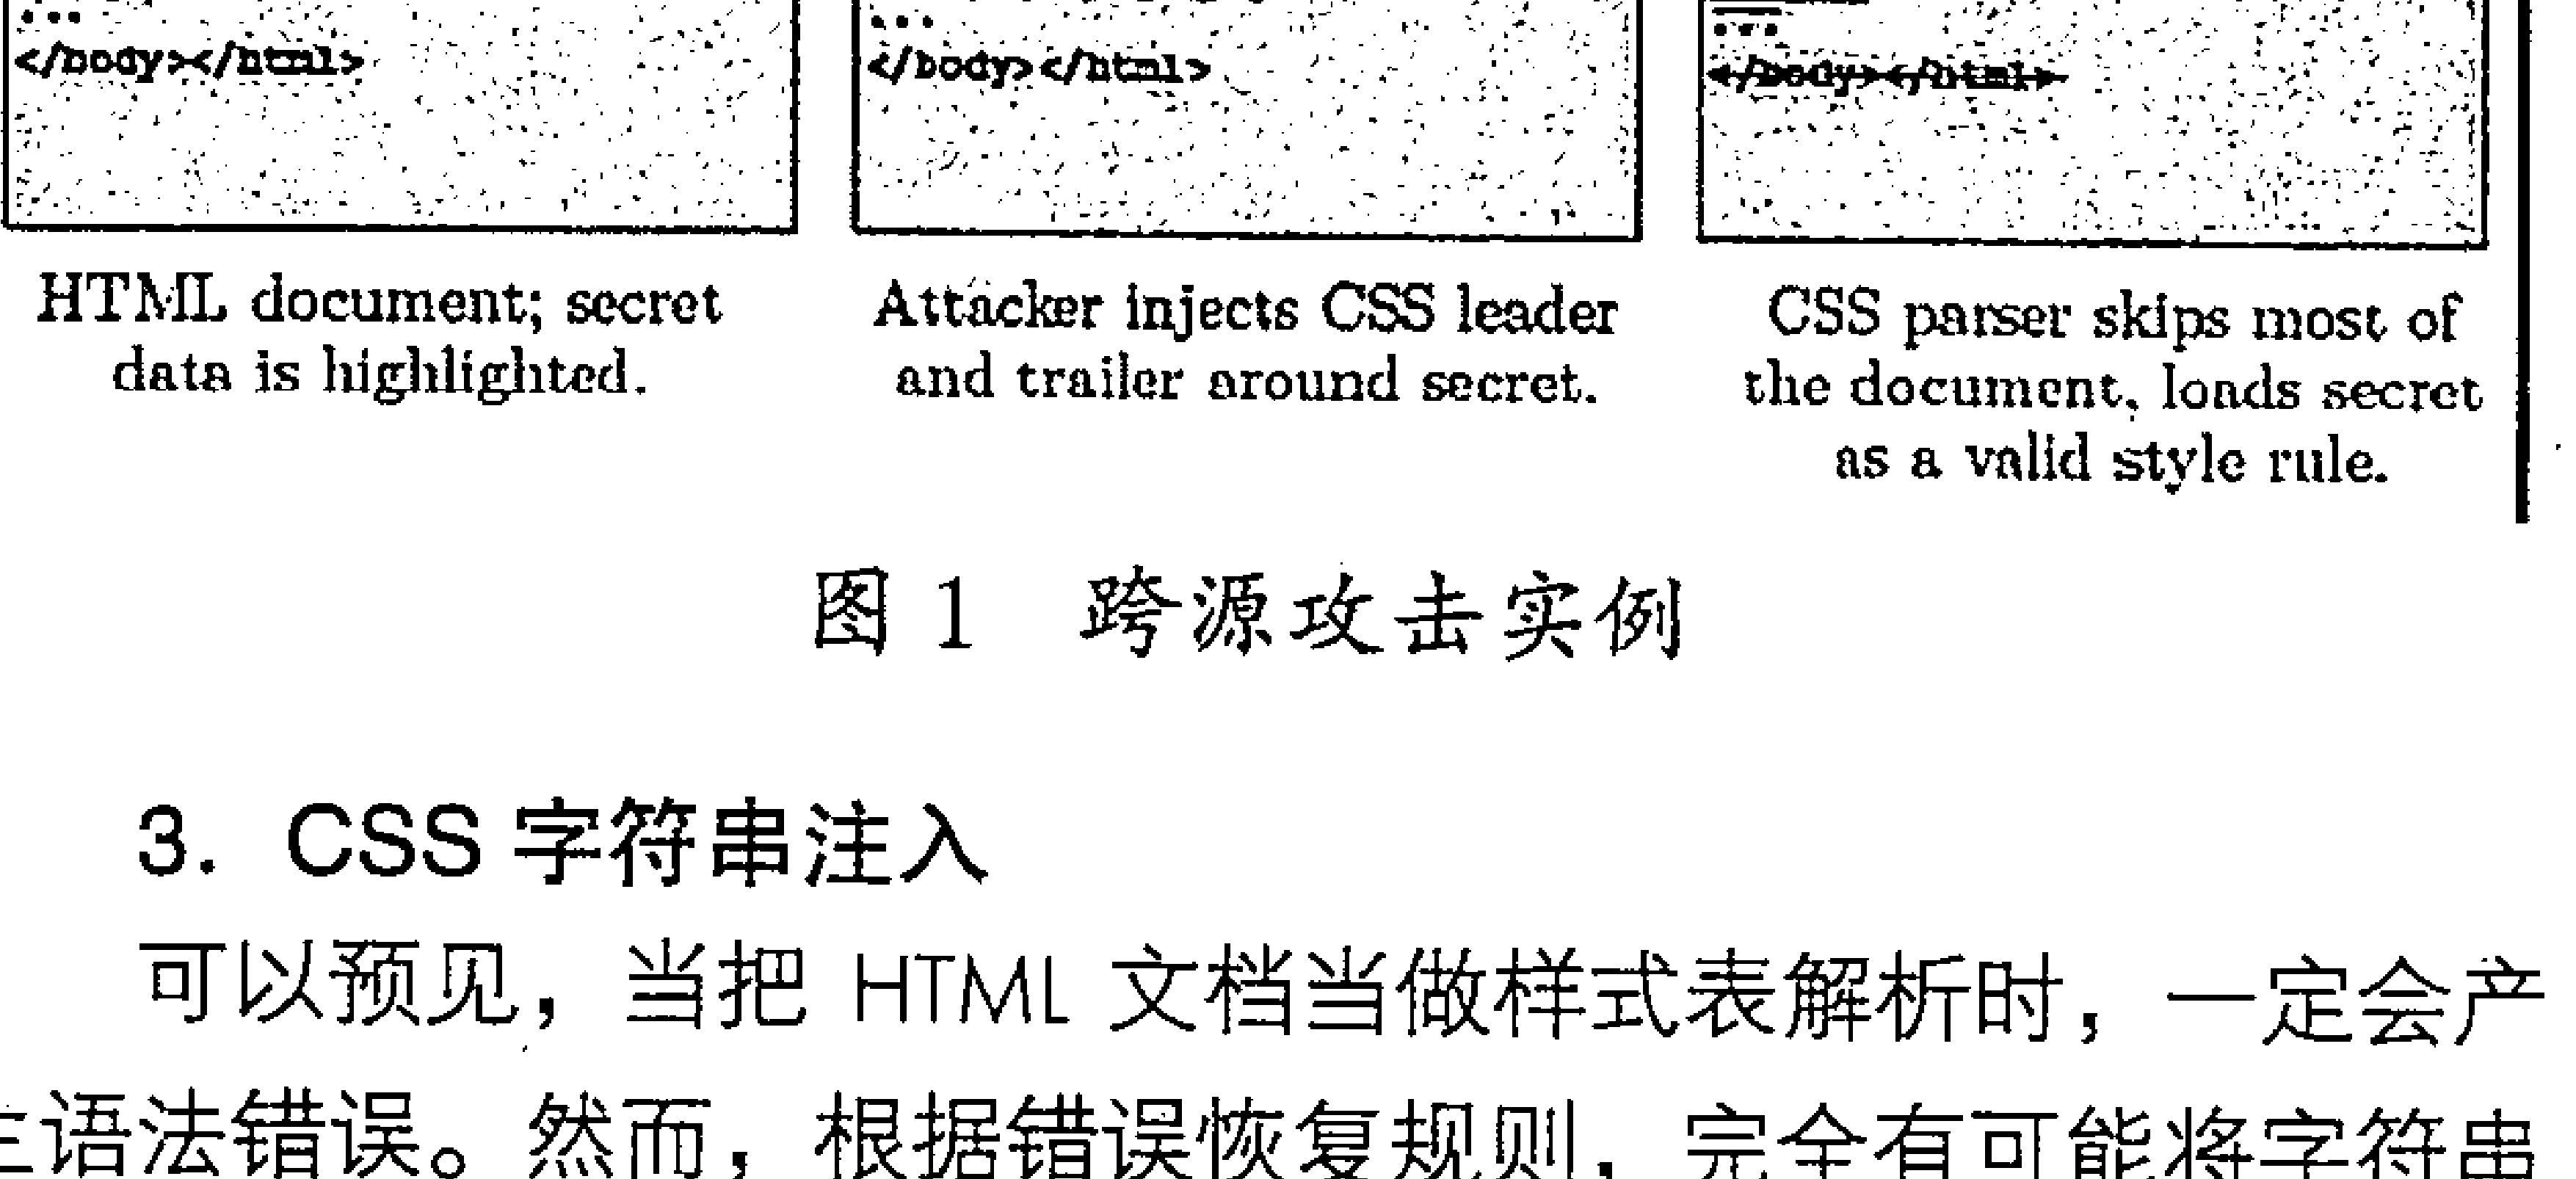 ...
</body></html>
...
</body></html>
...
</body></html>
HTML document; secret
data is highlighted.
Attacker injects CSS leader
and trailer around secret.
CSS parser skips most of
the document, loads secret
as a valid style rule.
图 1 跨源攻击实例
3. CSS 字符串注入
可以预见，当把 HTML 文档当做样式表解析时，一定会产
生语法错误。然而，根据错误恢复规则，完全有可能将字符串